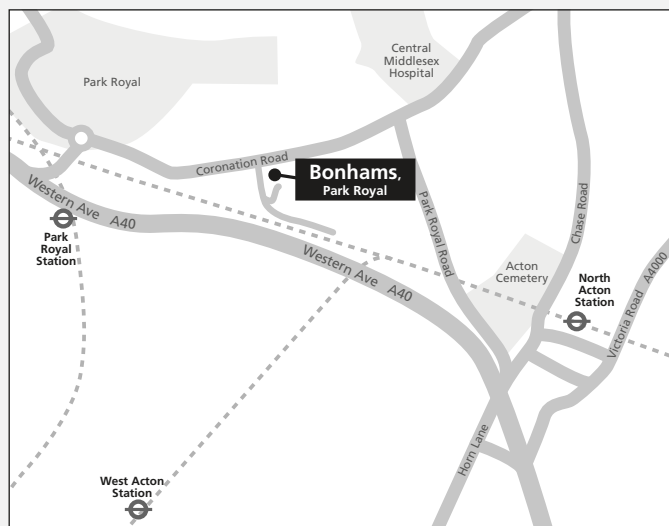 Central
Middlesex
Hospital
Park Royal
Coronation Road
Bonhams,
Park Royal
Western Ave A40
Park
Royal
Station
Park Royal Road
Chase Road
Western Ave A40
Acton
Cemetery
North
Acton
Station
Victoria Road A4000
Horn Lane
West Acton
Station